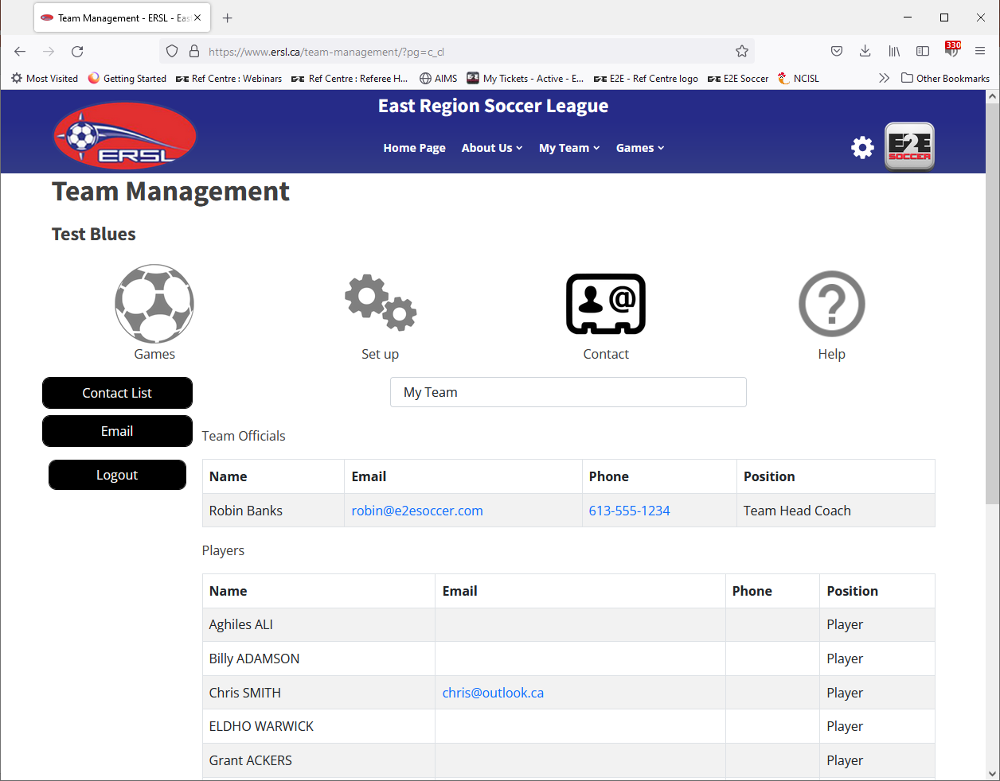 Team Management - ERSL - Eas
https://www.ersl.ca/team-management/?pg=c_cl
330
Most Visited Getting Started Ref Centre : Webinars Ref Centre : Referee H... AIMS My Tickets - Active - E... E2E - Ref Centre logo E2E Soccer NCISL Other Bookmarks
East Region Soccer League
ERSL
Home Page About Us My Team Games
E2E
SOCCER
Team Management
Test Blues
@
?
Games Set up Contact Help
Contact List
My Team
Email
Team Officials
Logout
Name Email Phone Position
Robin Banks robin@e2esoccer.com 613-555-1234 Team Head Coach
Players
Name Email Phone Position
Aghiles ALI Player
Billy ADAMSON Player
Chris SMITH chris@outlook.ca Player
ELDHO WARWICK Player
Grant ACKERS Player